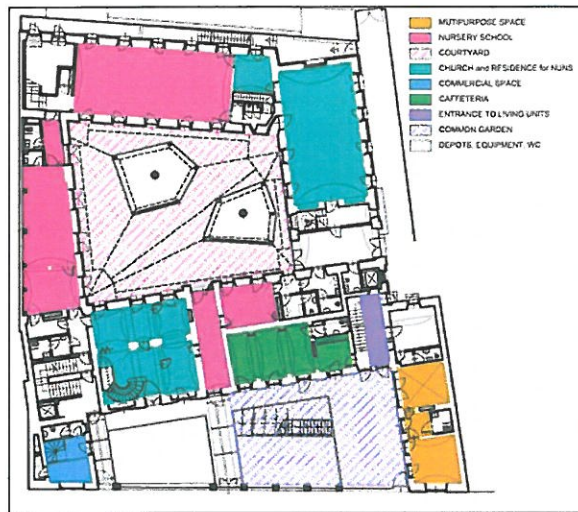 MUTIPURPOSE SPACE
NURSERY SCHOOL
COURTYARD
CHURCH and RESIDENCE for NUNS
COMMERCIAL SPACE
CAFFETERIA
ENTRANCE TO LIVING UNITS
COMMON GARDEN
DEPOTS, EQUIPMENT, WC